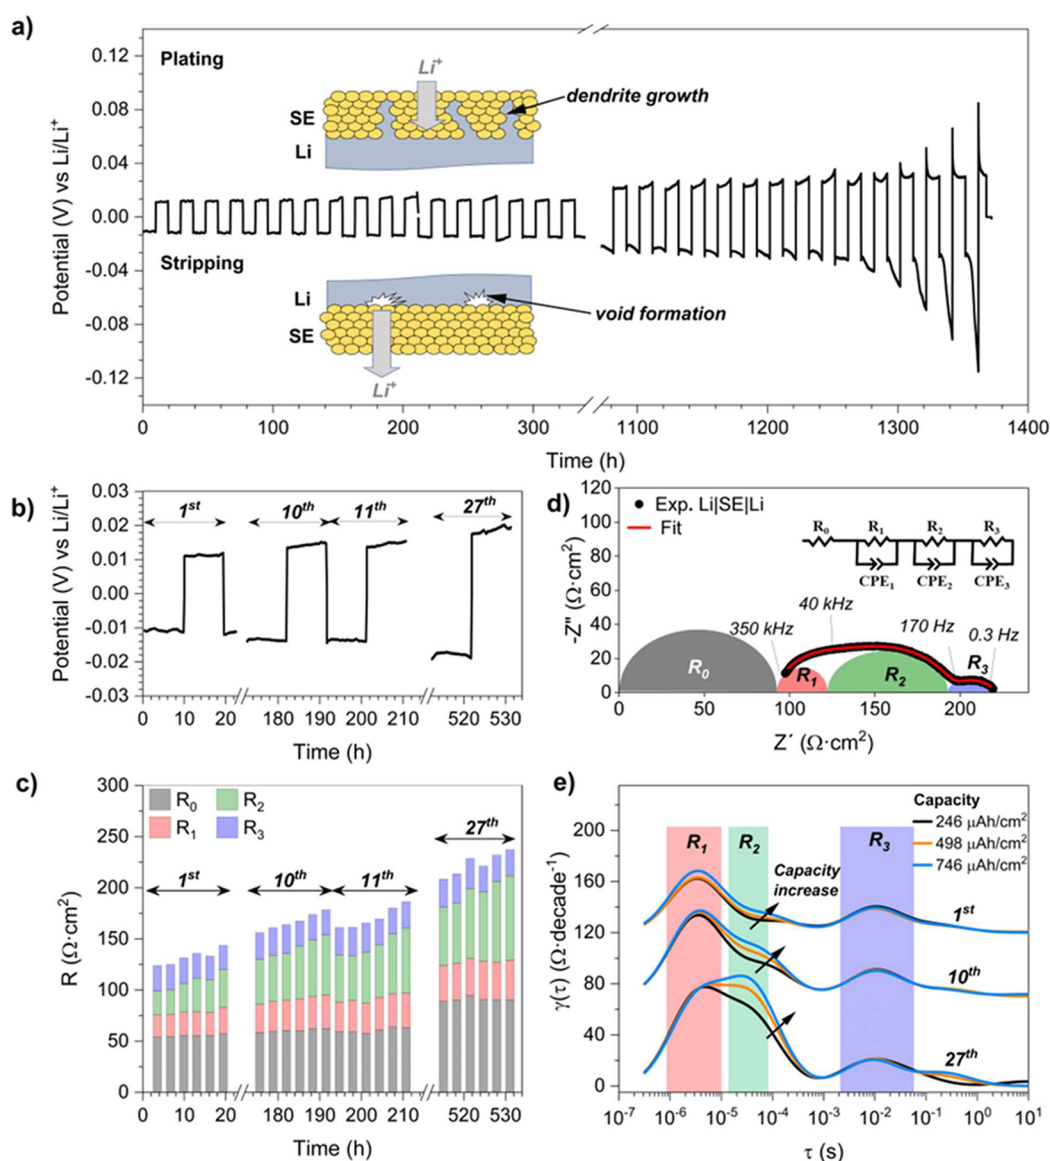 a)
Potential (V) vs Li/Li⁺
0.12
0.08
0.04
0.00
-0.04
-0.08
-0.12
Plating
Li⁺
SE
Li
dendrite growth
Stripping
Li
SE
void formation
Li⁺
0 100 200 300 1100 1200 1300 1400
Time (h)
b)
Potential (V) vs Li/Li⁺
0.03
0.02
0.01
0.00
-0.01
-0.02
-0.03
1ˢᵗ 10ᵗʰ 11ᵗʰ 27ᵗʰ
0 10 20 180 190 200 210 520 530
Time (h)
d)
-Z″ (Ω·cm²)
120
100
80
60
40
20
0
Exp. Li|SE|Li
Fit
R₀ R₁ R₂ R₃
CPE₁ CPE₂ CPE₃
350 kHz
40 kHz
170 Hz
0.3 Hz
R₀ R₁ R₂ R₃
0 50 100 150 200
Z′ (Ω·cm²)
c)
R (Ω·cm²)
300
250
200
150
100
50
0
R₀ R₂
R₁ R₃
1ˢᵗ 10ᵗʰ 11ᵗʰ 27ᵗʰ
0 10 20 180 190 200 210 520 530
Time (h)
e)
γ(τ) (Ω·decade⁻¹)
200
160
120
80
40
0
R₁ R₂ R₃
Capacity
246 μAh/cm²
498 μAh/cm²
746 μAh/cm²
Capacity
increase
1ˢᵗ
10ᵗʰ
27ᵗʰ
10⁻⁷ 10⁻⁶ 10⁻⁵ 10⁻⁴ 10⁻³ 10⁻² 10⁻¹ 10⁰ 10¹
τ (s)